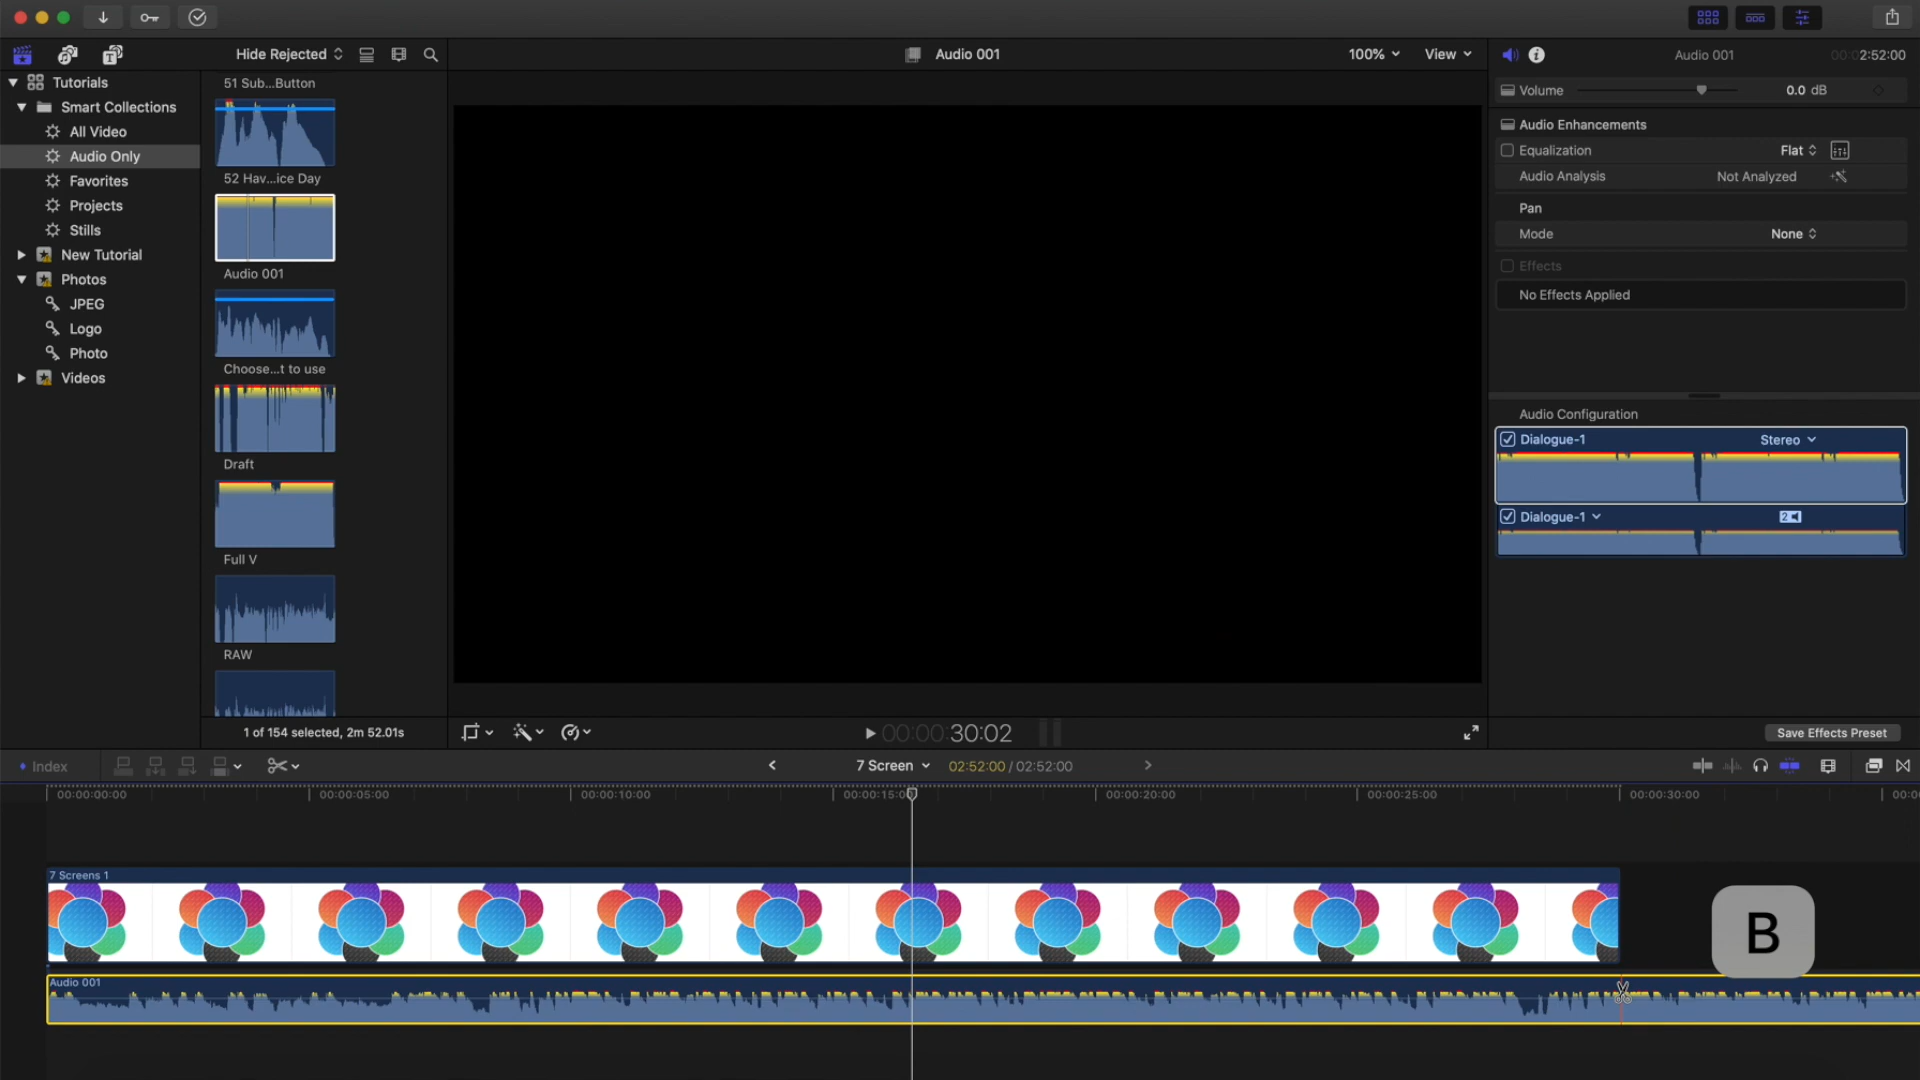 Hide Rejected
Audio 001
100%
View
Audio 001
00:02:52:00
Tutorials
Smart Collections
All Video
Audio Only
Favorites
Projects
Stills
New Tutorial
Photos
JPEG
Logo
Photo
Videos
51 Sub...Button
52 Hav...ice Day
Audio 001
Choose...t to use
Draft
Full V
RAW
1 of 154 selected, 2m 52.01s
00:00:00:30:02
Volume
0.0 dB
Audio Enhancements
Equalization
Flat
Audio Analysis
Not Analyzed
Pan
Mode
None
Effects
No Effects Applied
Audio Configuration
Dialogue-1
Stereo
Dialogue-1
2
Save Effects Preset
Index
7 Screen
02:52:00 / 02:52:00
00:00:00:00
00:00:05:00
00:00:10:00
00:00:15:00
00:00:20:00
00:00:25:00
00:00:30:00
00:00
7 Screens 1
Audio 001
B